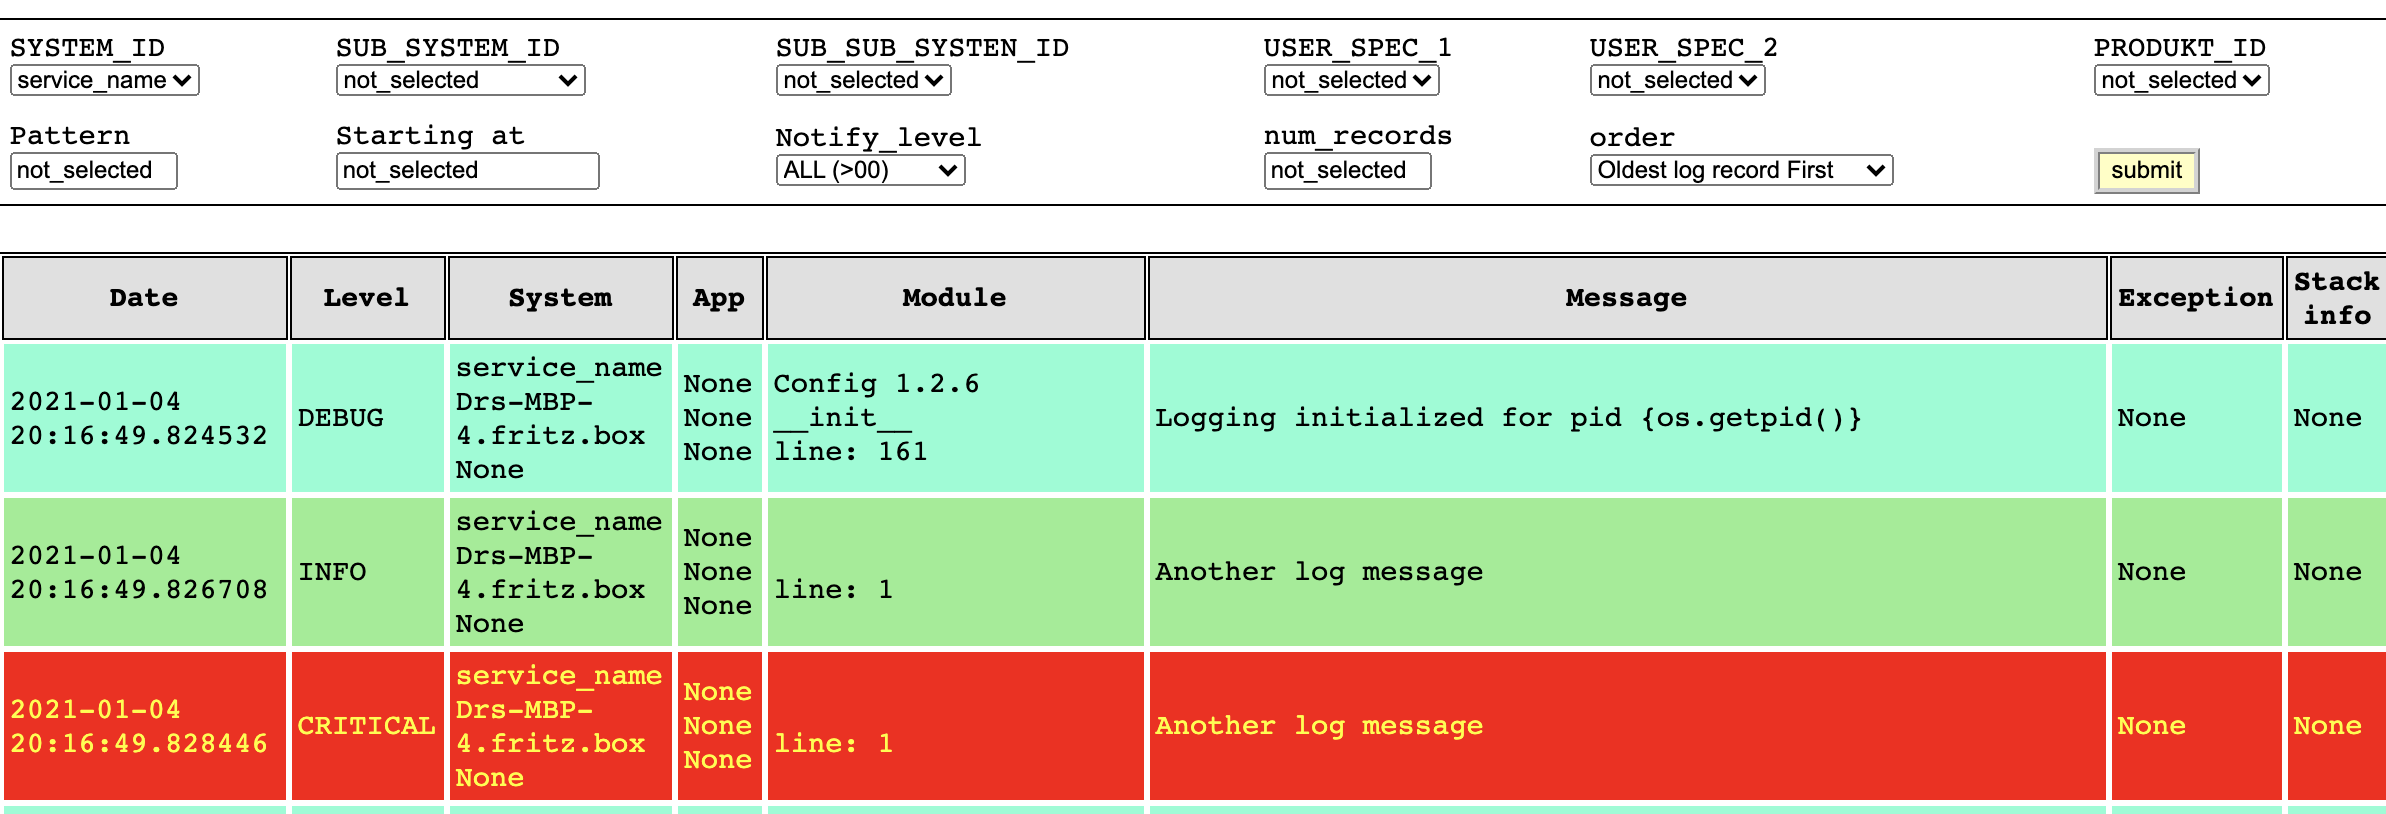 SYSTEM_ID SUB_SYSTEM_ID SUB_SUB_SYSTEN_ID USER_SPEC_1 USER_SPEC_2 PRODUKT_ID
service_name not_selected not_selected not_selected not_selected not_selected
Pattern Starting at Notify_level num_records order
not_selected not_selected ALL (>00) not_selected Oldest log record First submit
Date Level System App Module Message Exception Stack info
2021-01-04
20:16:49.824532
DEBUG
service_name
Drs-MBP-
4.fritz.box
None
None
None
None
Config 1.2.6
__init__
line: 161
Logging initialized for pid {os.getpid()}
None
None
2021-01-04
20:16:49.826708
INFO
service_name
Drs-MBP-
4.fritz.box
None
None
None
None
line: 1
Another log message
None
None
2021-01-04
20:16:49.828446
CRITICAL
service_name
Drs-MBP-
4.fritz.box
None
None
None
None
line: 1
Another log message
None
None